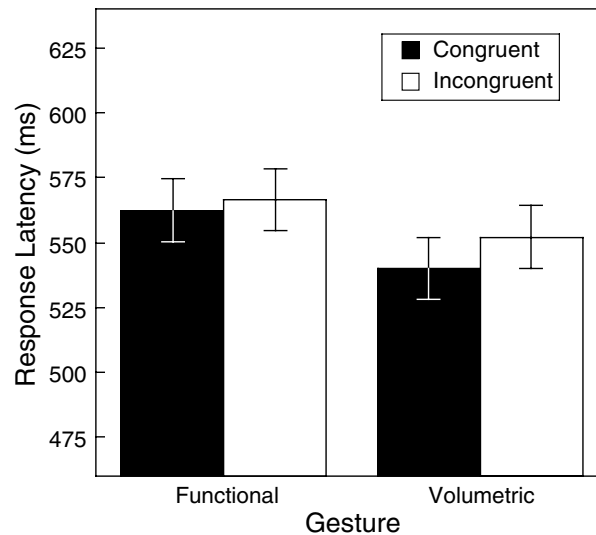 Response Latency (ms)
625
600
575
550
525
500
475
Congruent
Incongruent
Functional
Volumetric
Gesture